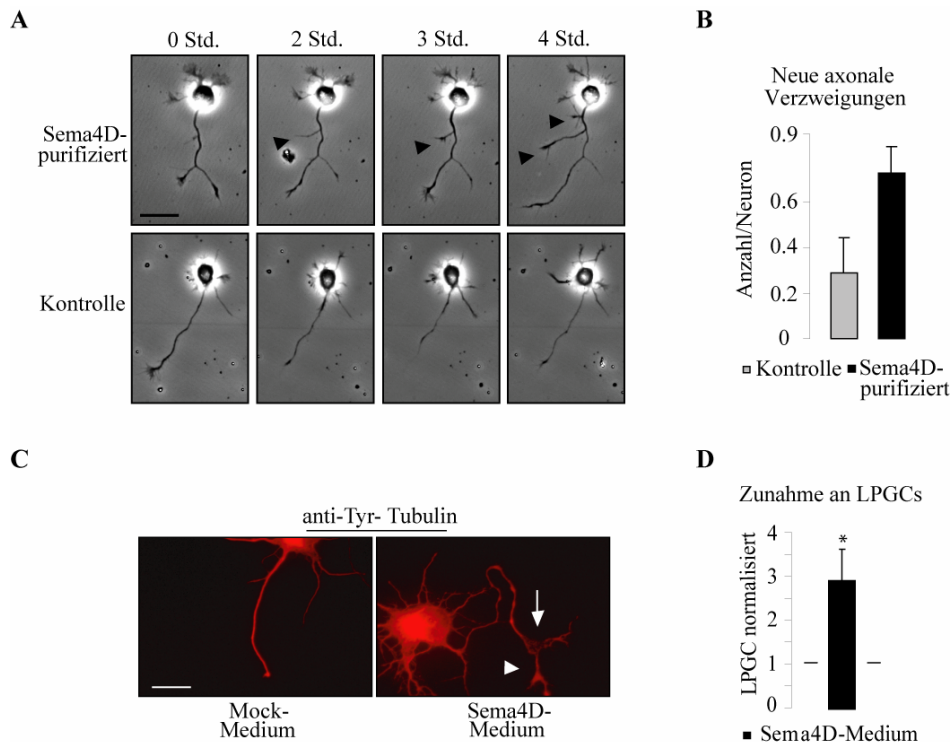 A
0 Std.
2 Std.
3 Std.
4 Std.
Sema4D-
purifiziert
Kontrolle
B
Neue axonale
Verzweigungen
Anzahl/Neuron
0.9
0.6
0.4
0.2
0
Kontrolle
Sema4D-
purifiziert
C
anti-Tyr- Tubulin
Mock-
Medium
Sema4D-
Medium
D
Zunahme an LPGCs
LPGC normalisiert
4
3
2
1
0
*
Sema4D-Medium